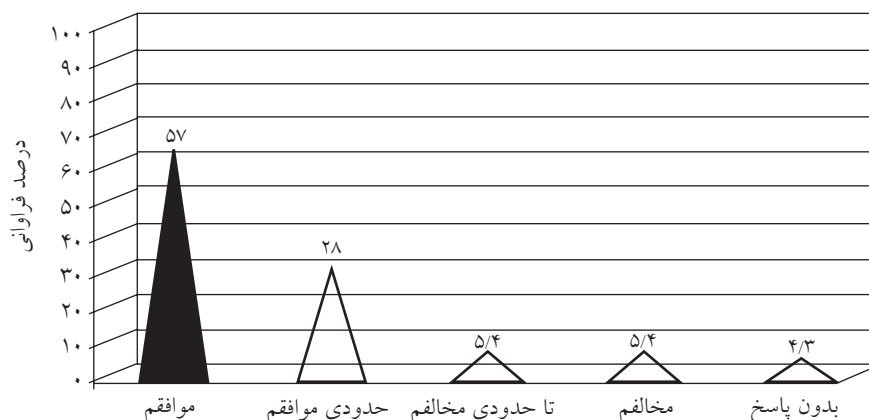 ۱۰۰
۹۰
۸۰
۷۰
۶۰
۵۰
۴۰
۳۰
۲۰
۱۰
۰
درصد فراوانی
۵۷
۲۸
۵/۴
۵/۴
۴/۳
موافقم
حدودی موافقم
تا حدودی مخالفم
مخالفم
بدون پاسخ